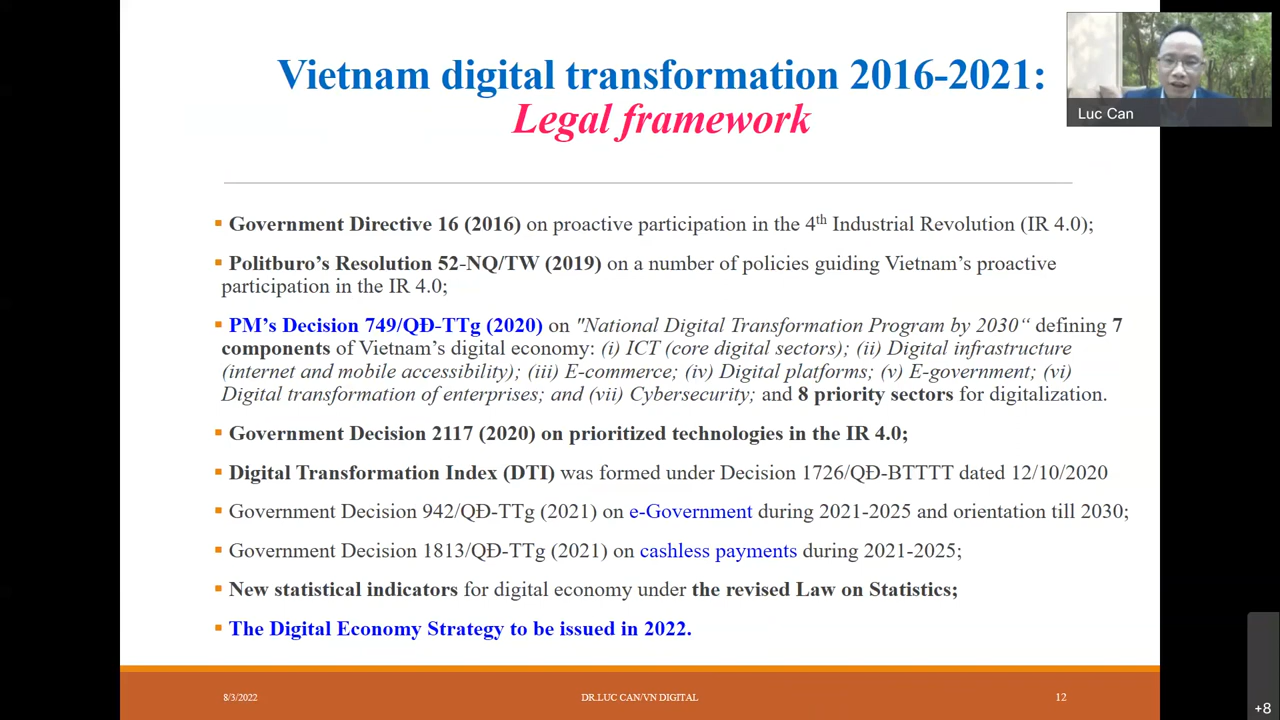 Vietnam digital transformation 2016-2021:
Legal framework
Luc Can
▪ Government Directive 16 (2016) on proactive participation in the 4th Industrial Revolution (IR 4.0);
▪ Politburo’s Resolution 52-NQ/TW (2019) on a number of policies guiding Vietnam’s proactive
participation in the IR 4.0;
▪ PM’s Decision 749/QĐ-TTg (2020) on "National Digital Transformation Program by 2030“ defining 7
components of Vietnam’s digital economy: (i) ICT (core digital sectors); (ii) Digital infrastructure
(internet and mobile accessibility); (iii) E-commerce; (iv) Digital platforms; (v) E-government; (vi)
Digital transformation of enterprises; and (vii) Cybersecurity; and 8 priority sectors for digitalization.
▪ Government Decision 2117 (2020) on prioritized technologies in the IR 4.0;
▪ Digital Transformation Index (DTI) was formed under Decision 1726/QĐ-BTTTT dated 12/10/2020
▪ Government Decision 942/QĐ-TTg (2021) on e-Government during 2021-2025 and orientation till 2030;
▪ Government Decision 1813/QĐ-TTg (2021) on cashless payments during 2021-2025;
▪ New statistical indicators for digital economy under the revised Law on Statistics;
▪ The Digital Economy Strategy to be issued in 2022.
8/3/2022
DR.LUC CAN/VN DIGITAL
12
+8